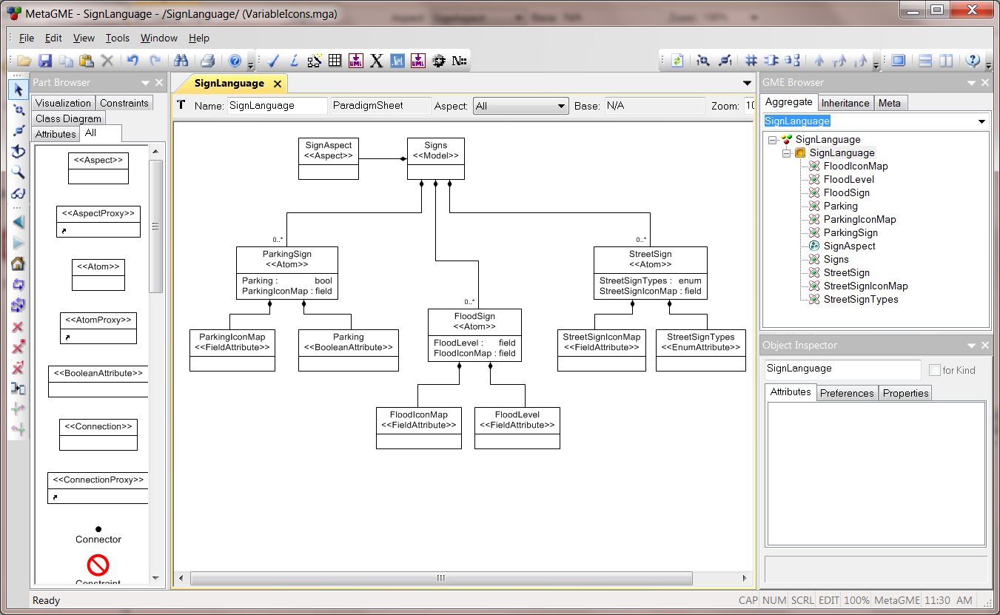 MetaGME - SignLanguage - /SignLanguage/ (VariableIcons.mga)
File Edit View Tools Window Help
Part Browser
Visualization Constraints
Class Diagram
Attributes All
<<Aspect>>
<<AspectProxy>>
<<Atom>>
<<AtomProxy>>
<<BooleanAttribute>>
<<Connection>>
<<ConnectionProxy>>
Connector
Constraint
SignLanguage
Name: SignLanguage ParadigmSheet Aspect: All Base: N/A Zoom: 10
SignAspect
<<Aspect>>
Signs
<<Model>>
0..*
ParkingSign
<<Atom>>
Parking : bool
ParkingIconMap : field
0..*
StreetSign
<<Atom>>
StreetSignTypes : enum
StreetSignIconMap : field
0..*
FloodSign
<<Atom>>
FloodLevel : field
FloodIconMap : field
ParkingIconMap
<<FieldAttribute>>
Parking
<<BooleanAttribute>>
StreetSignIconMap
<<FieldAttribute>>
StreetSignTypes
<<EnumAttribute>>
FloodIconMap
<<FieldAttribute>>
FloodLevel
<<FieldAttribute>>
GME Browser
Aggregate Inheritance Meta
SignLanguage
SignLanguage
SignLanguage
FloodIconMap
FloodLevel
FloodSign
Parking
ParkingIconMap
ParkingSign
SignAspect
Signs
StreetSign
StreetSignIconMap
StreetSignTypes
Object Inspector
SignLanguage for Kind
Attributes Preferences Properties
Ready
CAP NUM SCRL EDIT 100% MetaGME 11:30 AM